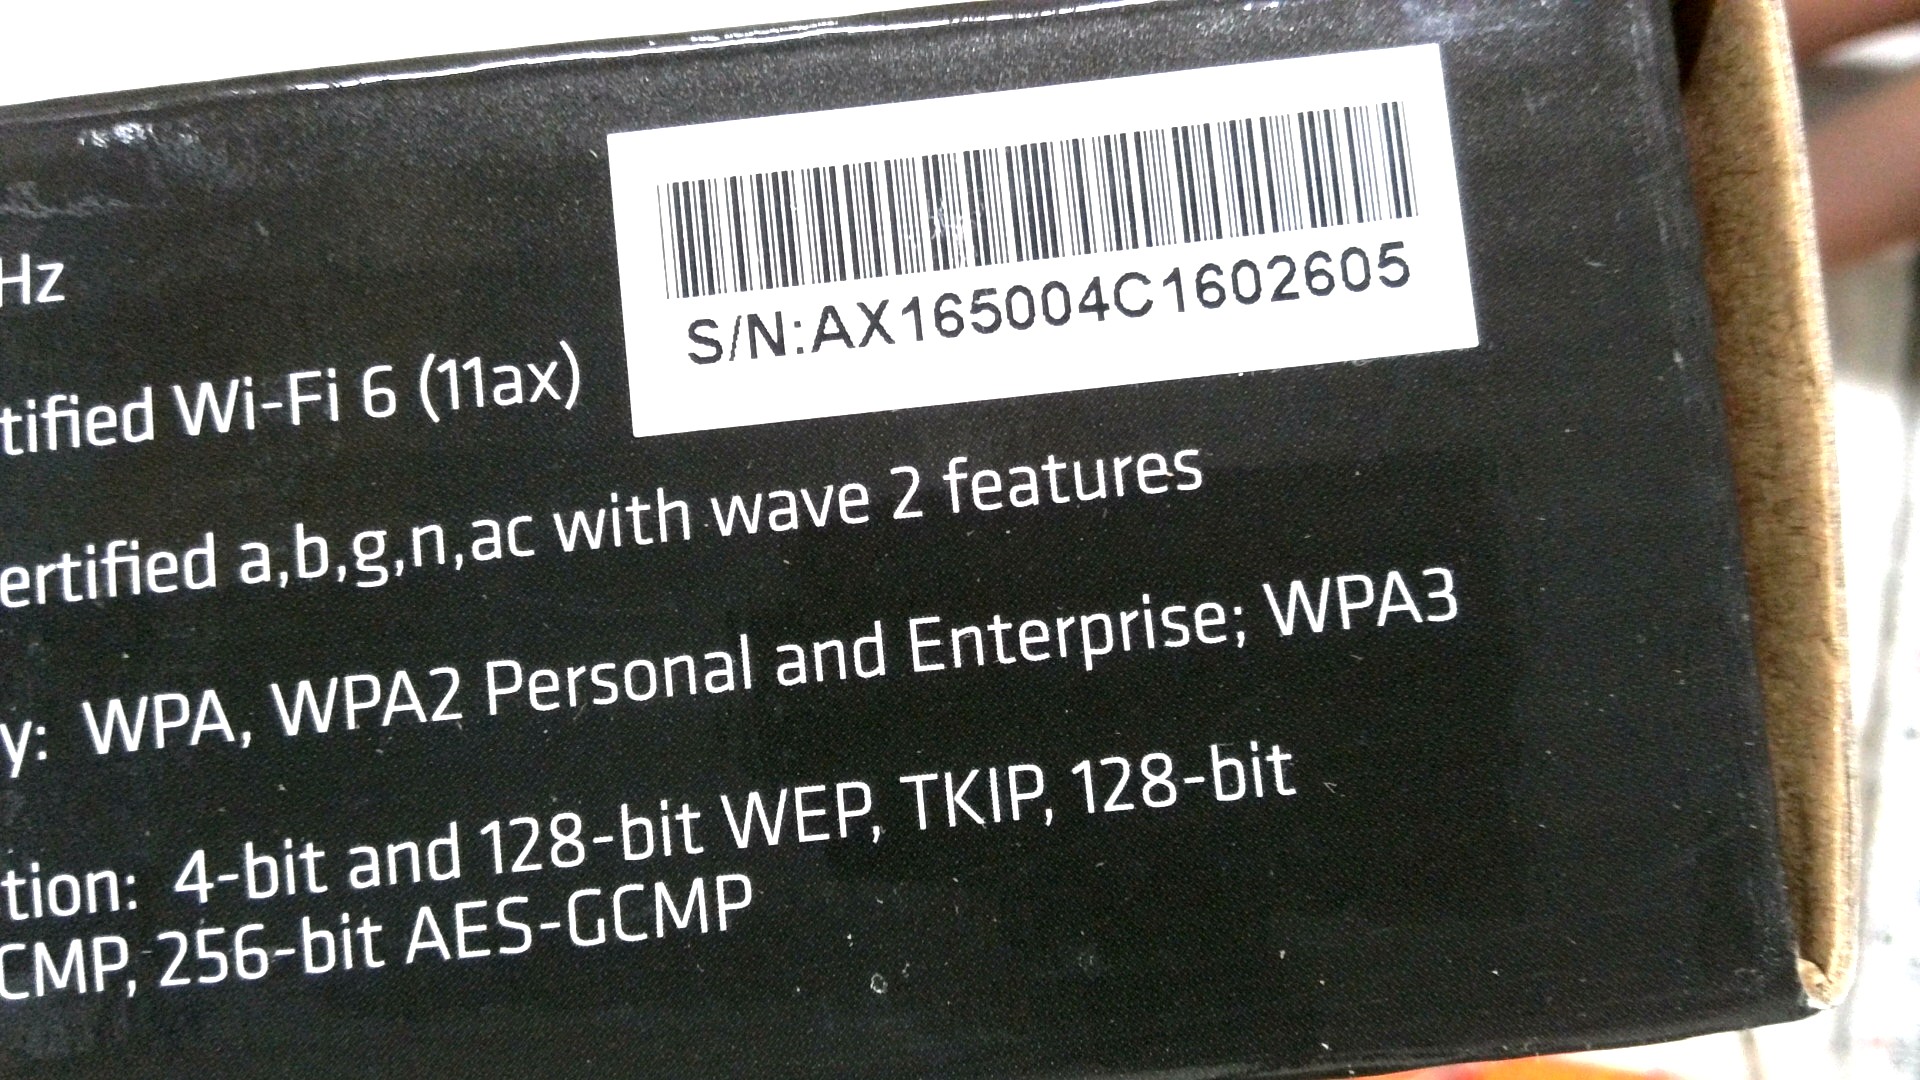 Hz
S/N:AX165004C1602605
tified Wi-Fi 6 (11ax)
ertified a,b,g,n,ac with wave 2 features
y: WPA, WPA2 Personal and Enterprise; WPA3
tion: 4-bit and 128-bit WEP, TKIP, 128-bit
CMP, 256-bit AES-GCMP